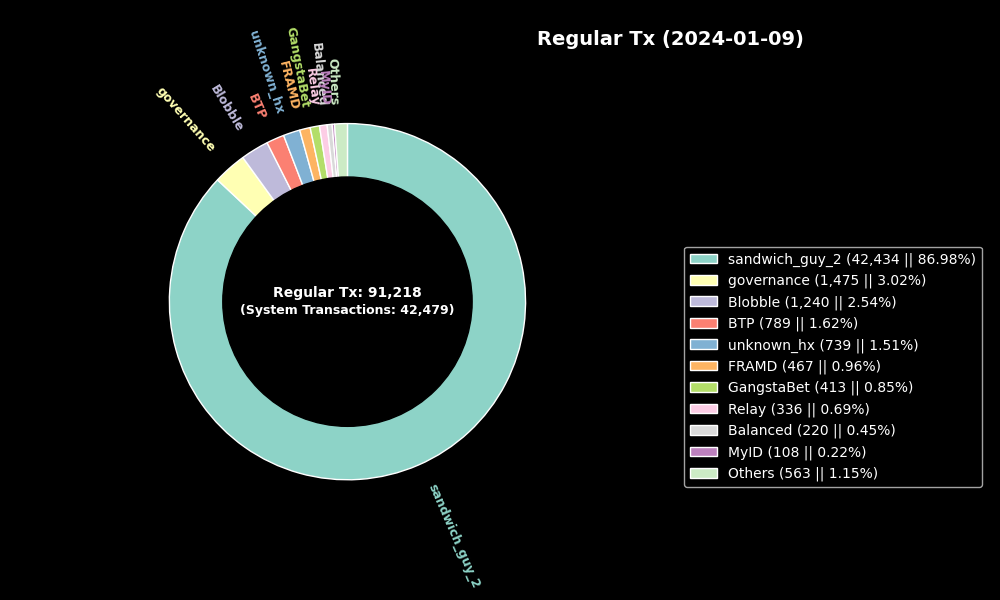 Regular Tx (2024-01-09)
governance
Blobble
BTP
unknown_hx
FRAMD
GangstaBet
Relay
Balanced
MyID
Others
Regular Tx: 91,218
(System Transactions: 42,479)
sandwich_guy_2
sandwich_guy_2 (42,434 || 86.98%)
governance (1,475 || 3.02%)
Blobble (1,240 || 2.54%)
BTP (789 || 1.62%)
unknown_hx (739 || 1.51%)
FRAMD (467 || 0.96%)
GangstaBet (413 || 0.85%)
Relay (336 || 0.69%)
Balanced (220 || 0.45%)
MyID (108 || 0.22%)
Others (563 || 1.15%)